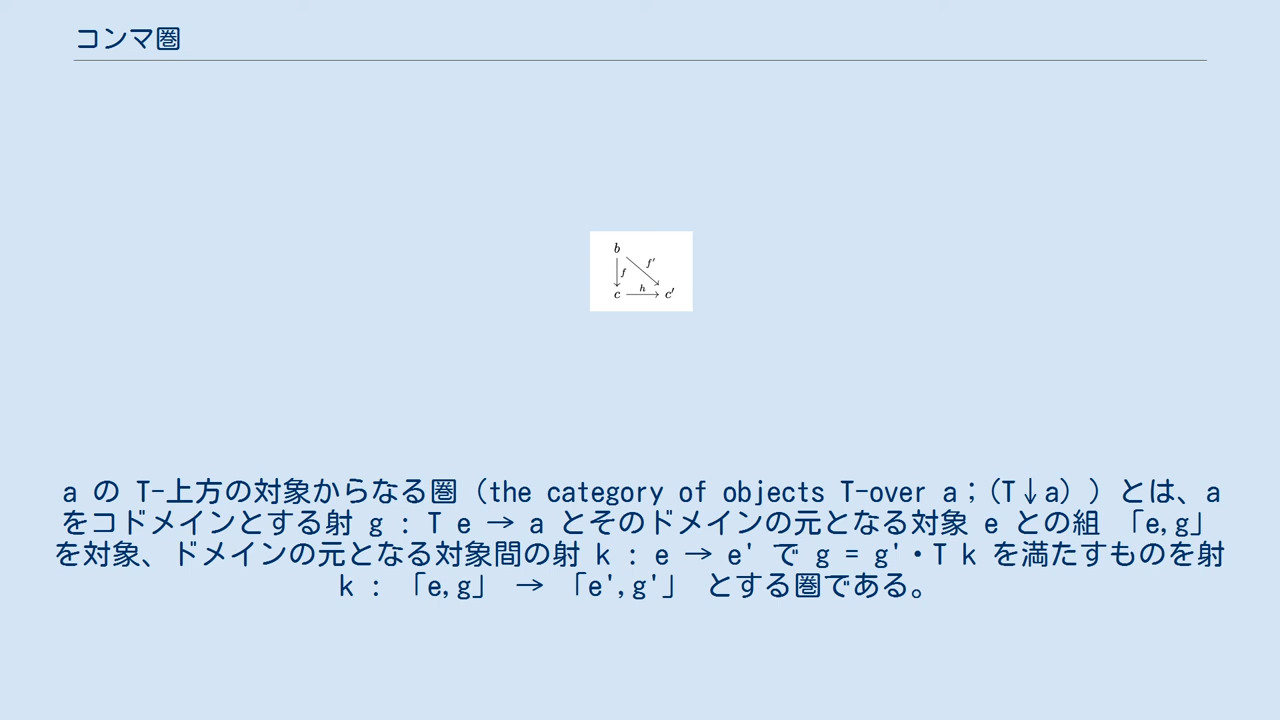 コンマ圏
b
f f'
c h c'
a の T-上方の対象からなる圏（the category of objects T-over a；(T↓a)）とは、a
をコドメインとする射 g : T e → a とそのドメインの元となる対象 e との組 「e,g」
を対象、ドメインの元となる対象間の射 k : e → e' で g = g'・T k を満たすものを射
k : 「e,g」 → 「e',g'」 とする圏である。